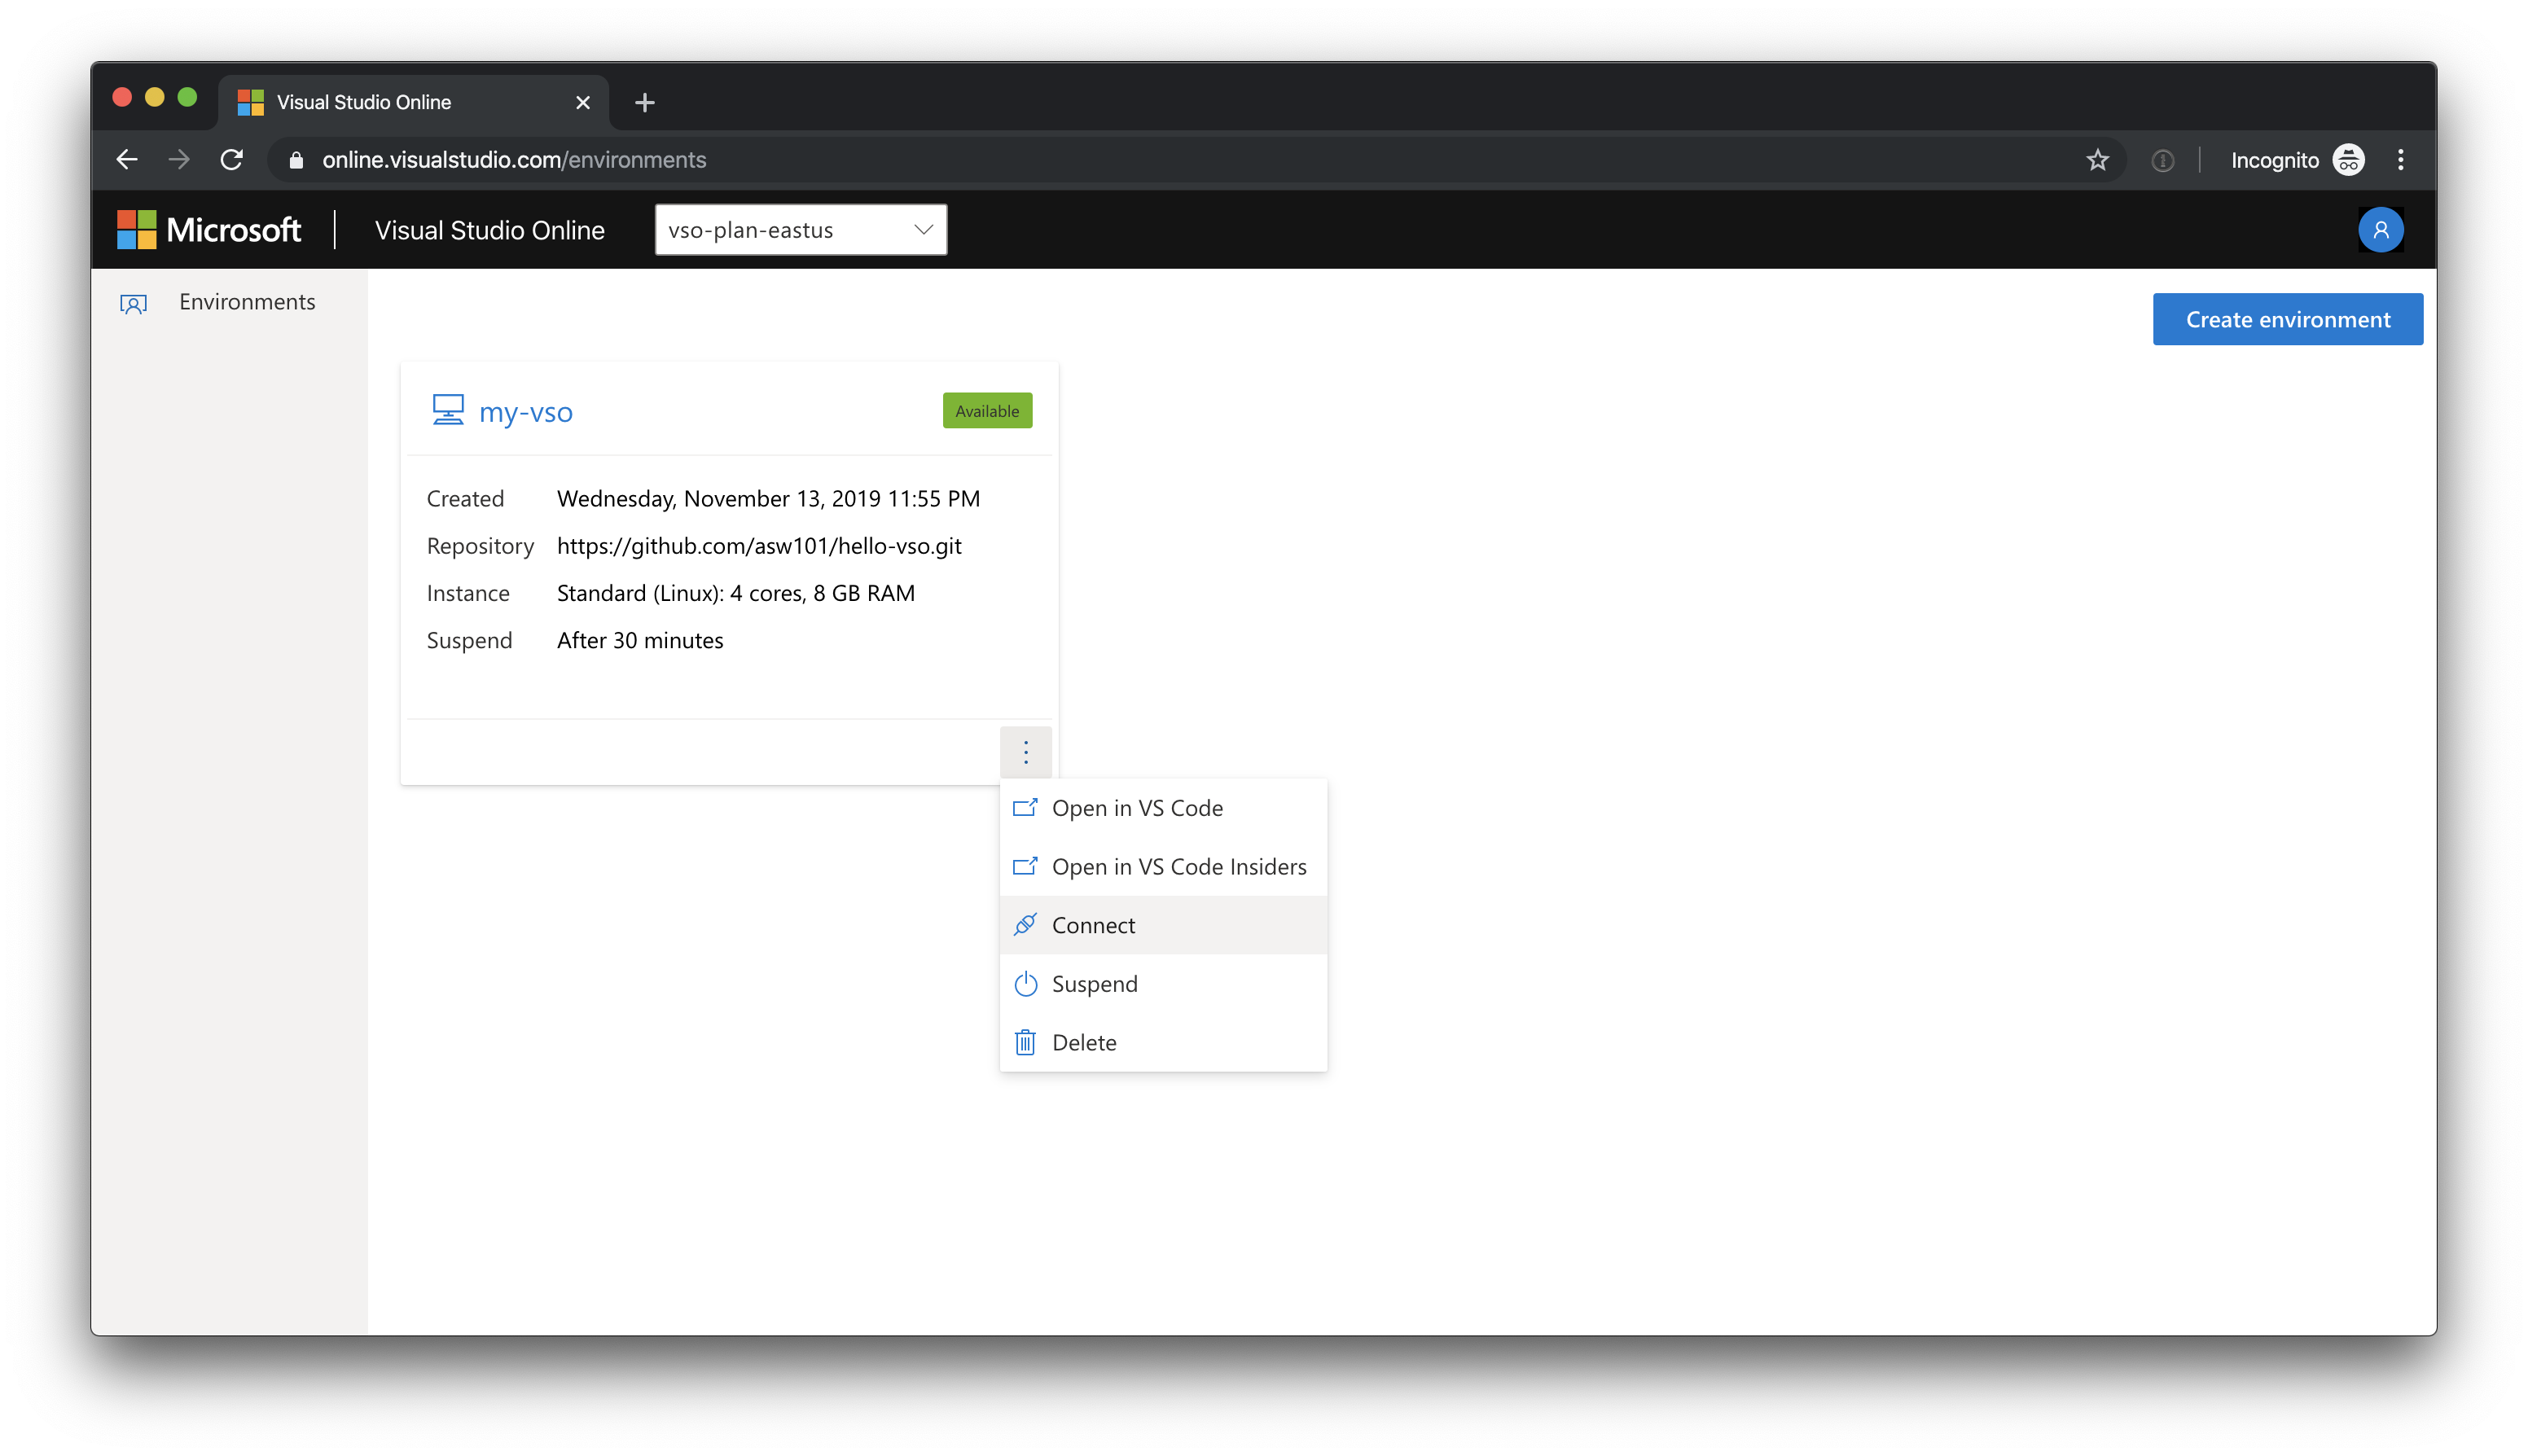 Visual Studio Online
online.visualstudio.com/environments
Incognito
Microsoft
Visual Studio Online
vso-plan-eastus
Environments
Create environment
my-vso
Available
Created Wednesday, November 13, 2019 11:55 PM
Repository https://github.com/asw101/hello-vso.git
Instance Standard (Linux): 4 cores, 8 GB RAM
Suspend After 30 minutes
Open in VS Code
Open in VS Code Insiders
Connect
Suspend
Delete